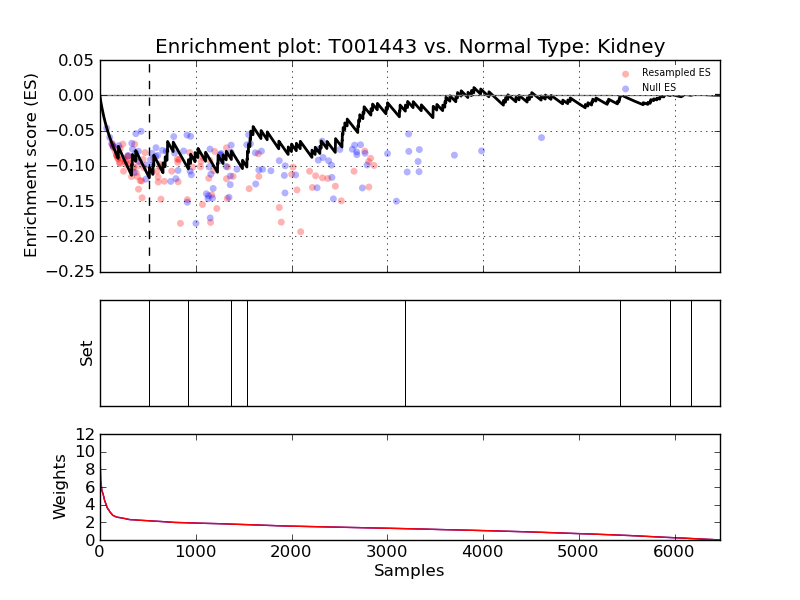 Enrichment plot: T001443 vs. Normal Type: Kidney
Enrichment score (ES)
0.05
0.00
−0.05
−0.10
−0.15
−0.20
−0.25
Resampled ES
Null ES
Set
Weights
12
10
8
6
4
2
0
0 1000 2000 3000 4000 5000 6000
Samples